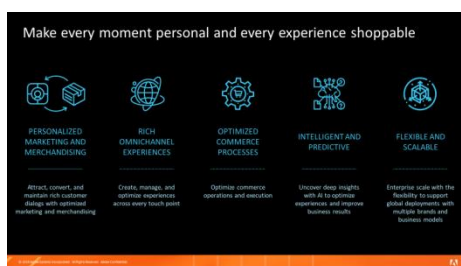 Make every moment personal and every experience shoppable
PERSONALIZED
MARKETING AND
MERCHANDISING
Attract, convert, and
maintain rich customer
dialogs with optimized
marketing and merchandising
RICH
OMNICHANNEL
EXPERIENCES
Create, manage, and
optimize experiences
across every touch point
OPTIMIZED
COMMERCE
PROCESSES
Optimize commerce
operations and execution
INTELLIGENT AND
PREDICTIVE
Uncover deep insights
with AI to optimize
experiences and improve
business results
FLEXIBLE AND
SCALABLE
Enterprise scale with the
flexibility to support
global deployments with
multiple brands and
business models